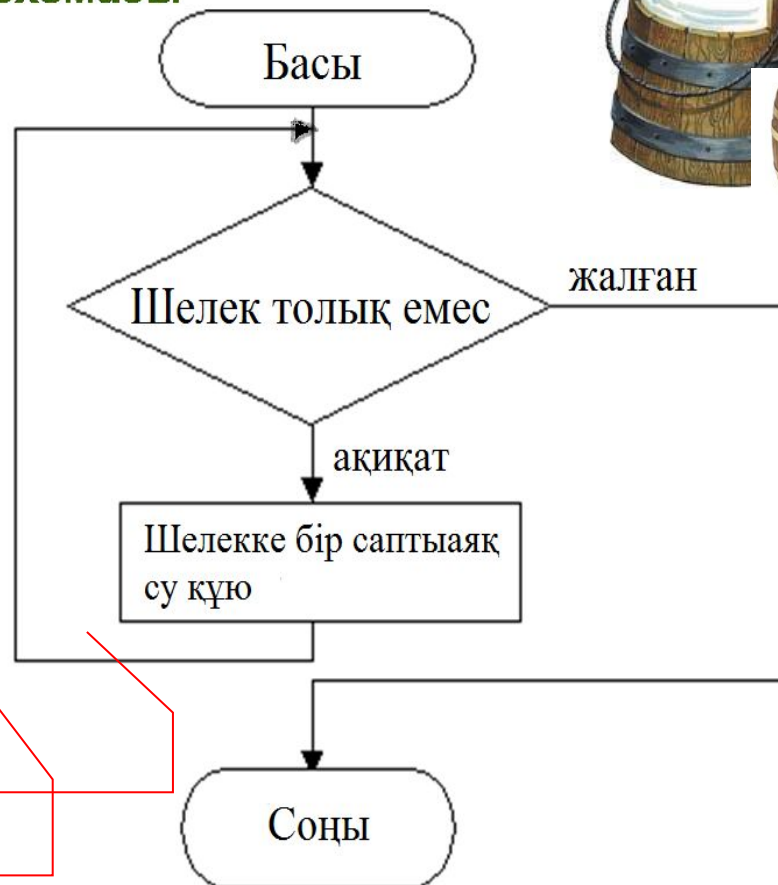 Басы
жалған
Шелек толық емес
ақиқат
Шелекке бір саптыаяқ
су құю
Соңы